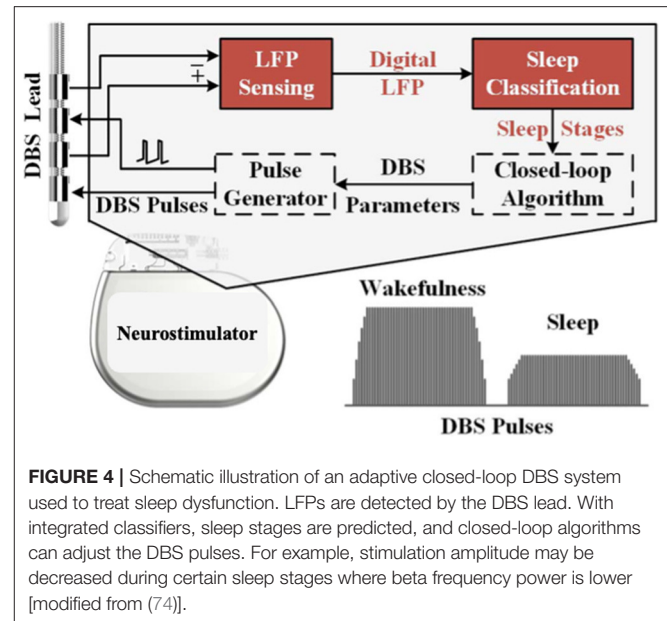 LFP
Sensing
Digital
LFP
Sleep
Classification
Sleep Stages
DBS Lead
− +
Pulse
Generator
DBS
Parameters
Closed-loop
Algorithm
DBS Pulses
Neurostimulator
Wakefulness
Sleep
DBS Pulses
FIGURE 4 | Schematic illustration of an adaptive closed-loop DBS system
used to treat sleep dysfunction. LFPs are detected by the DBS lead. With
integrated classifiers, sleep stages are predicted, and closed-loop algorithms
can adjust the DBS pulses. For example, stimulation amplitude may be
decreased during certain sleep stages where beta frequency power is lower
[modified from (74)].